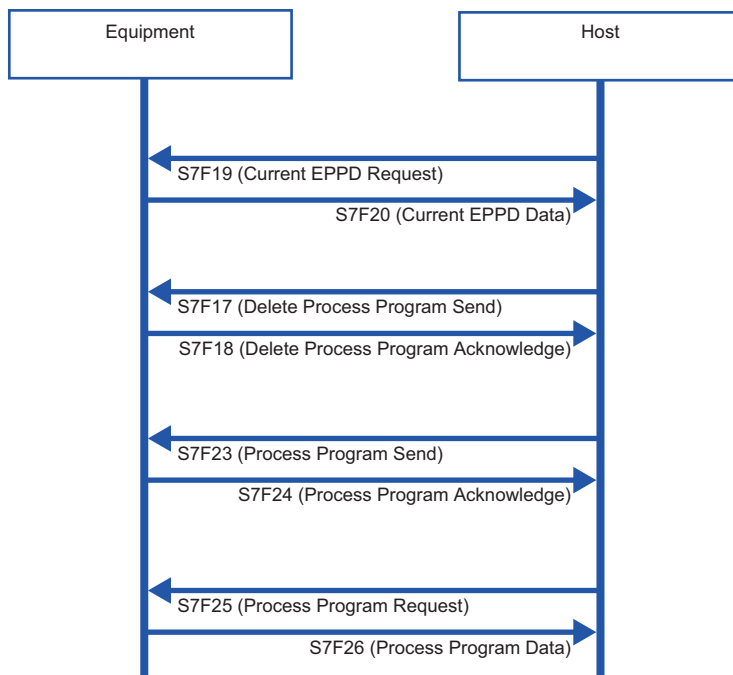 Equipment
Host
S7F19 (Current EPPD Request)
S7F20 (Current EPPD Data)
S7F17 (Delete Process Program Send)
S7F18 (Delete Process Program Acknowledge)
S7F23 (Process Program Send)
S7F24 (Process Program Acknowledge)
S7F25 (Process Program Request)
S7F26 (Process Program Data)